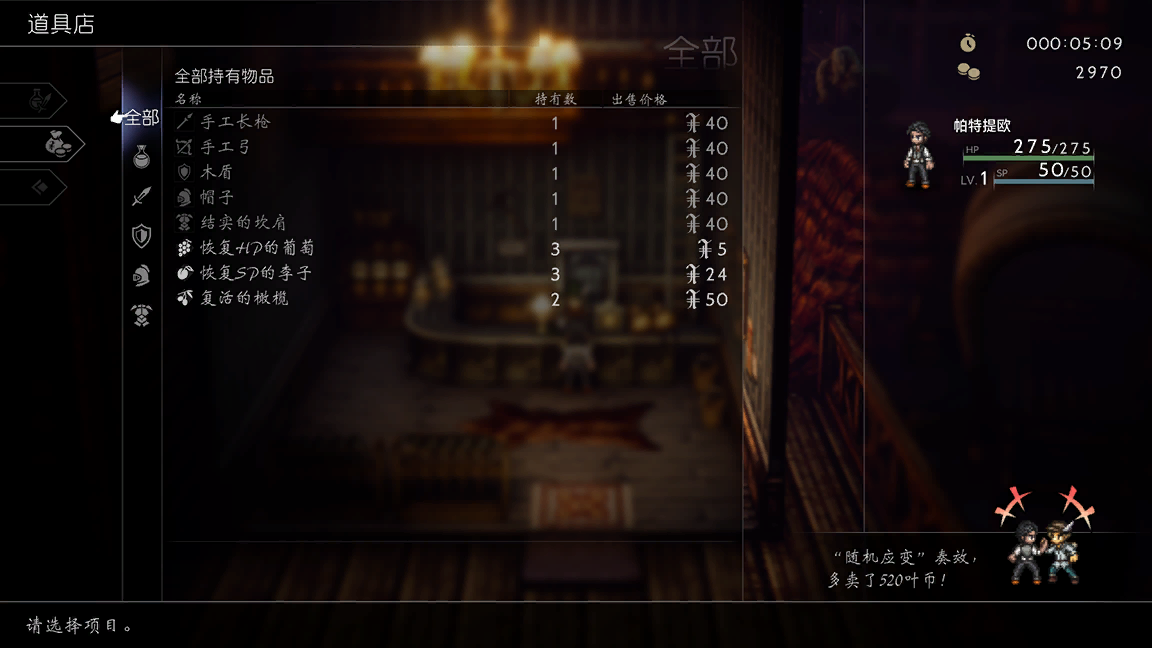 道具店
全部
000:05:09
2970
全部
全部持有物品
名称 持有数 出售价格
手工长枪 1 40
手工弓 1 40
木盾 1 40
帽子 1 40
结实的坎肩 1 40
恢复HP的葡萄 3 5
恢复SP的李子 3 24
复活的橄榄 2 50
帕特提欧
HP 275/275
LV.1 SP 50/50
“随机应变”奏效，
多卖了520叶币！
请选择项目。